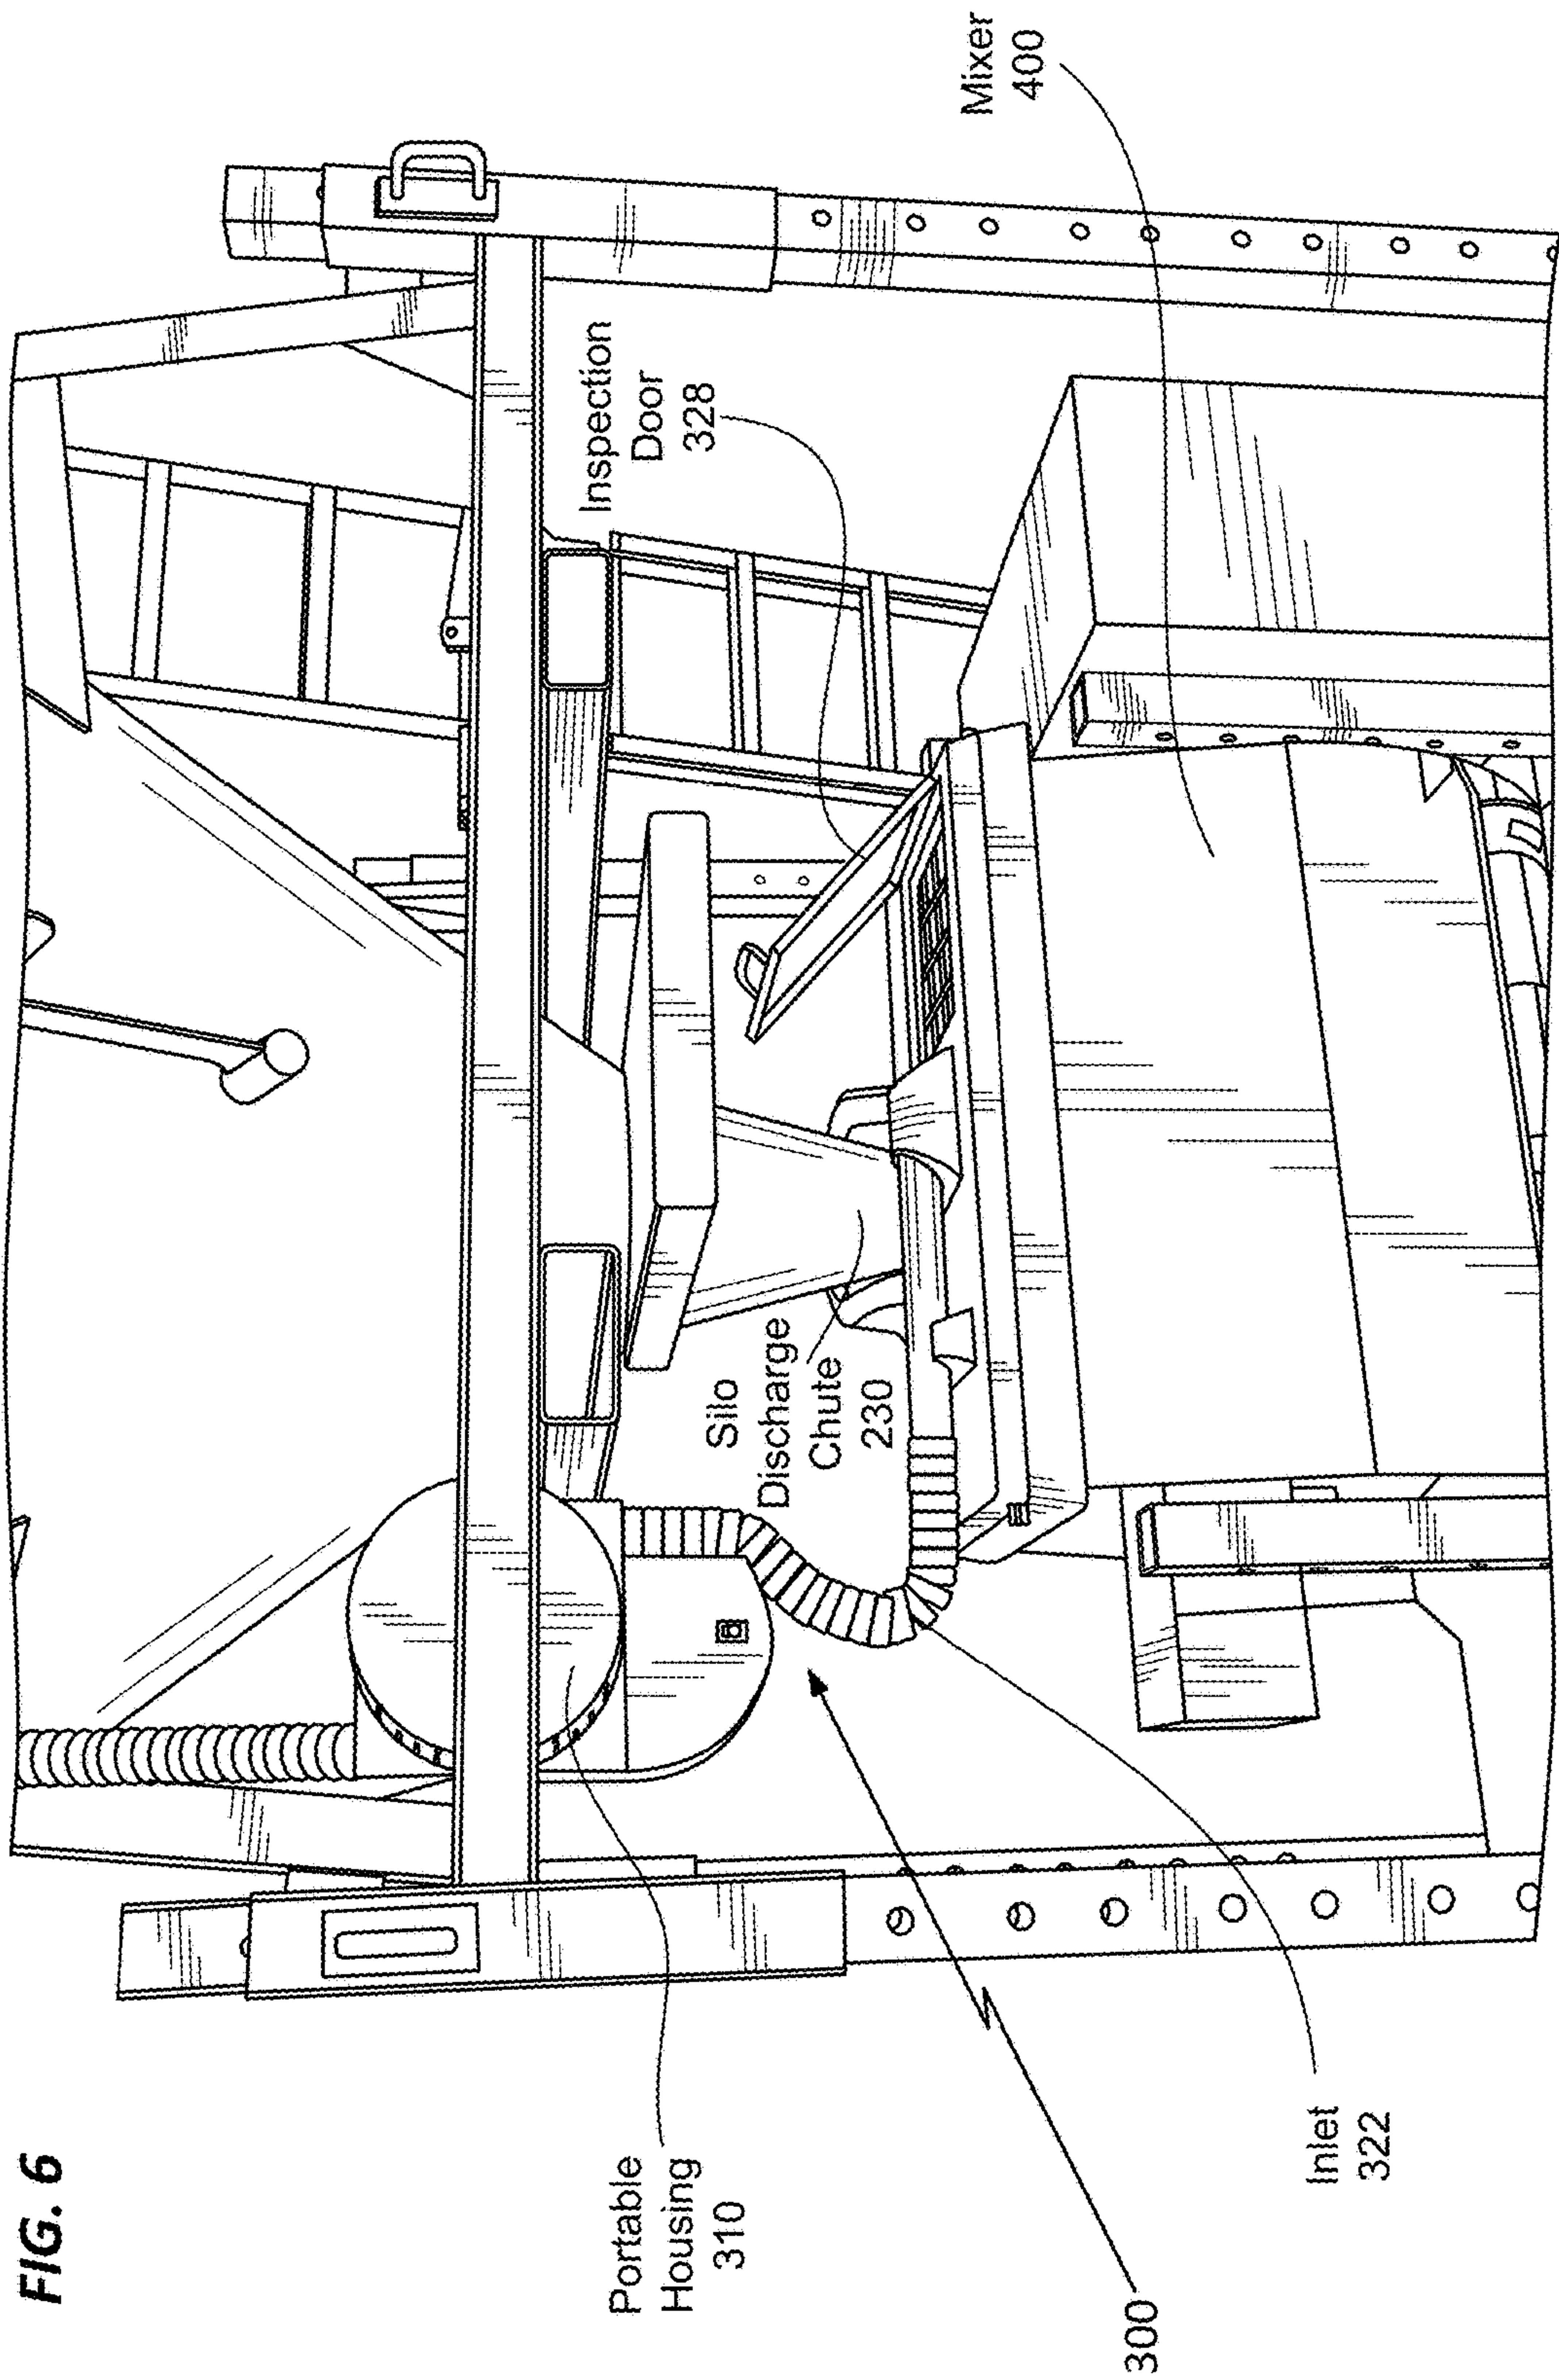 FIG. 6
Portable
Housing
310
300
Inlet
322
Silo
Discharge
Chute
230
Inspection
Door
328
Mixer
400